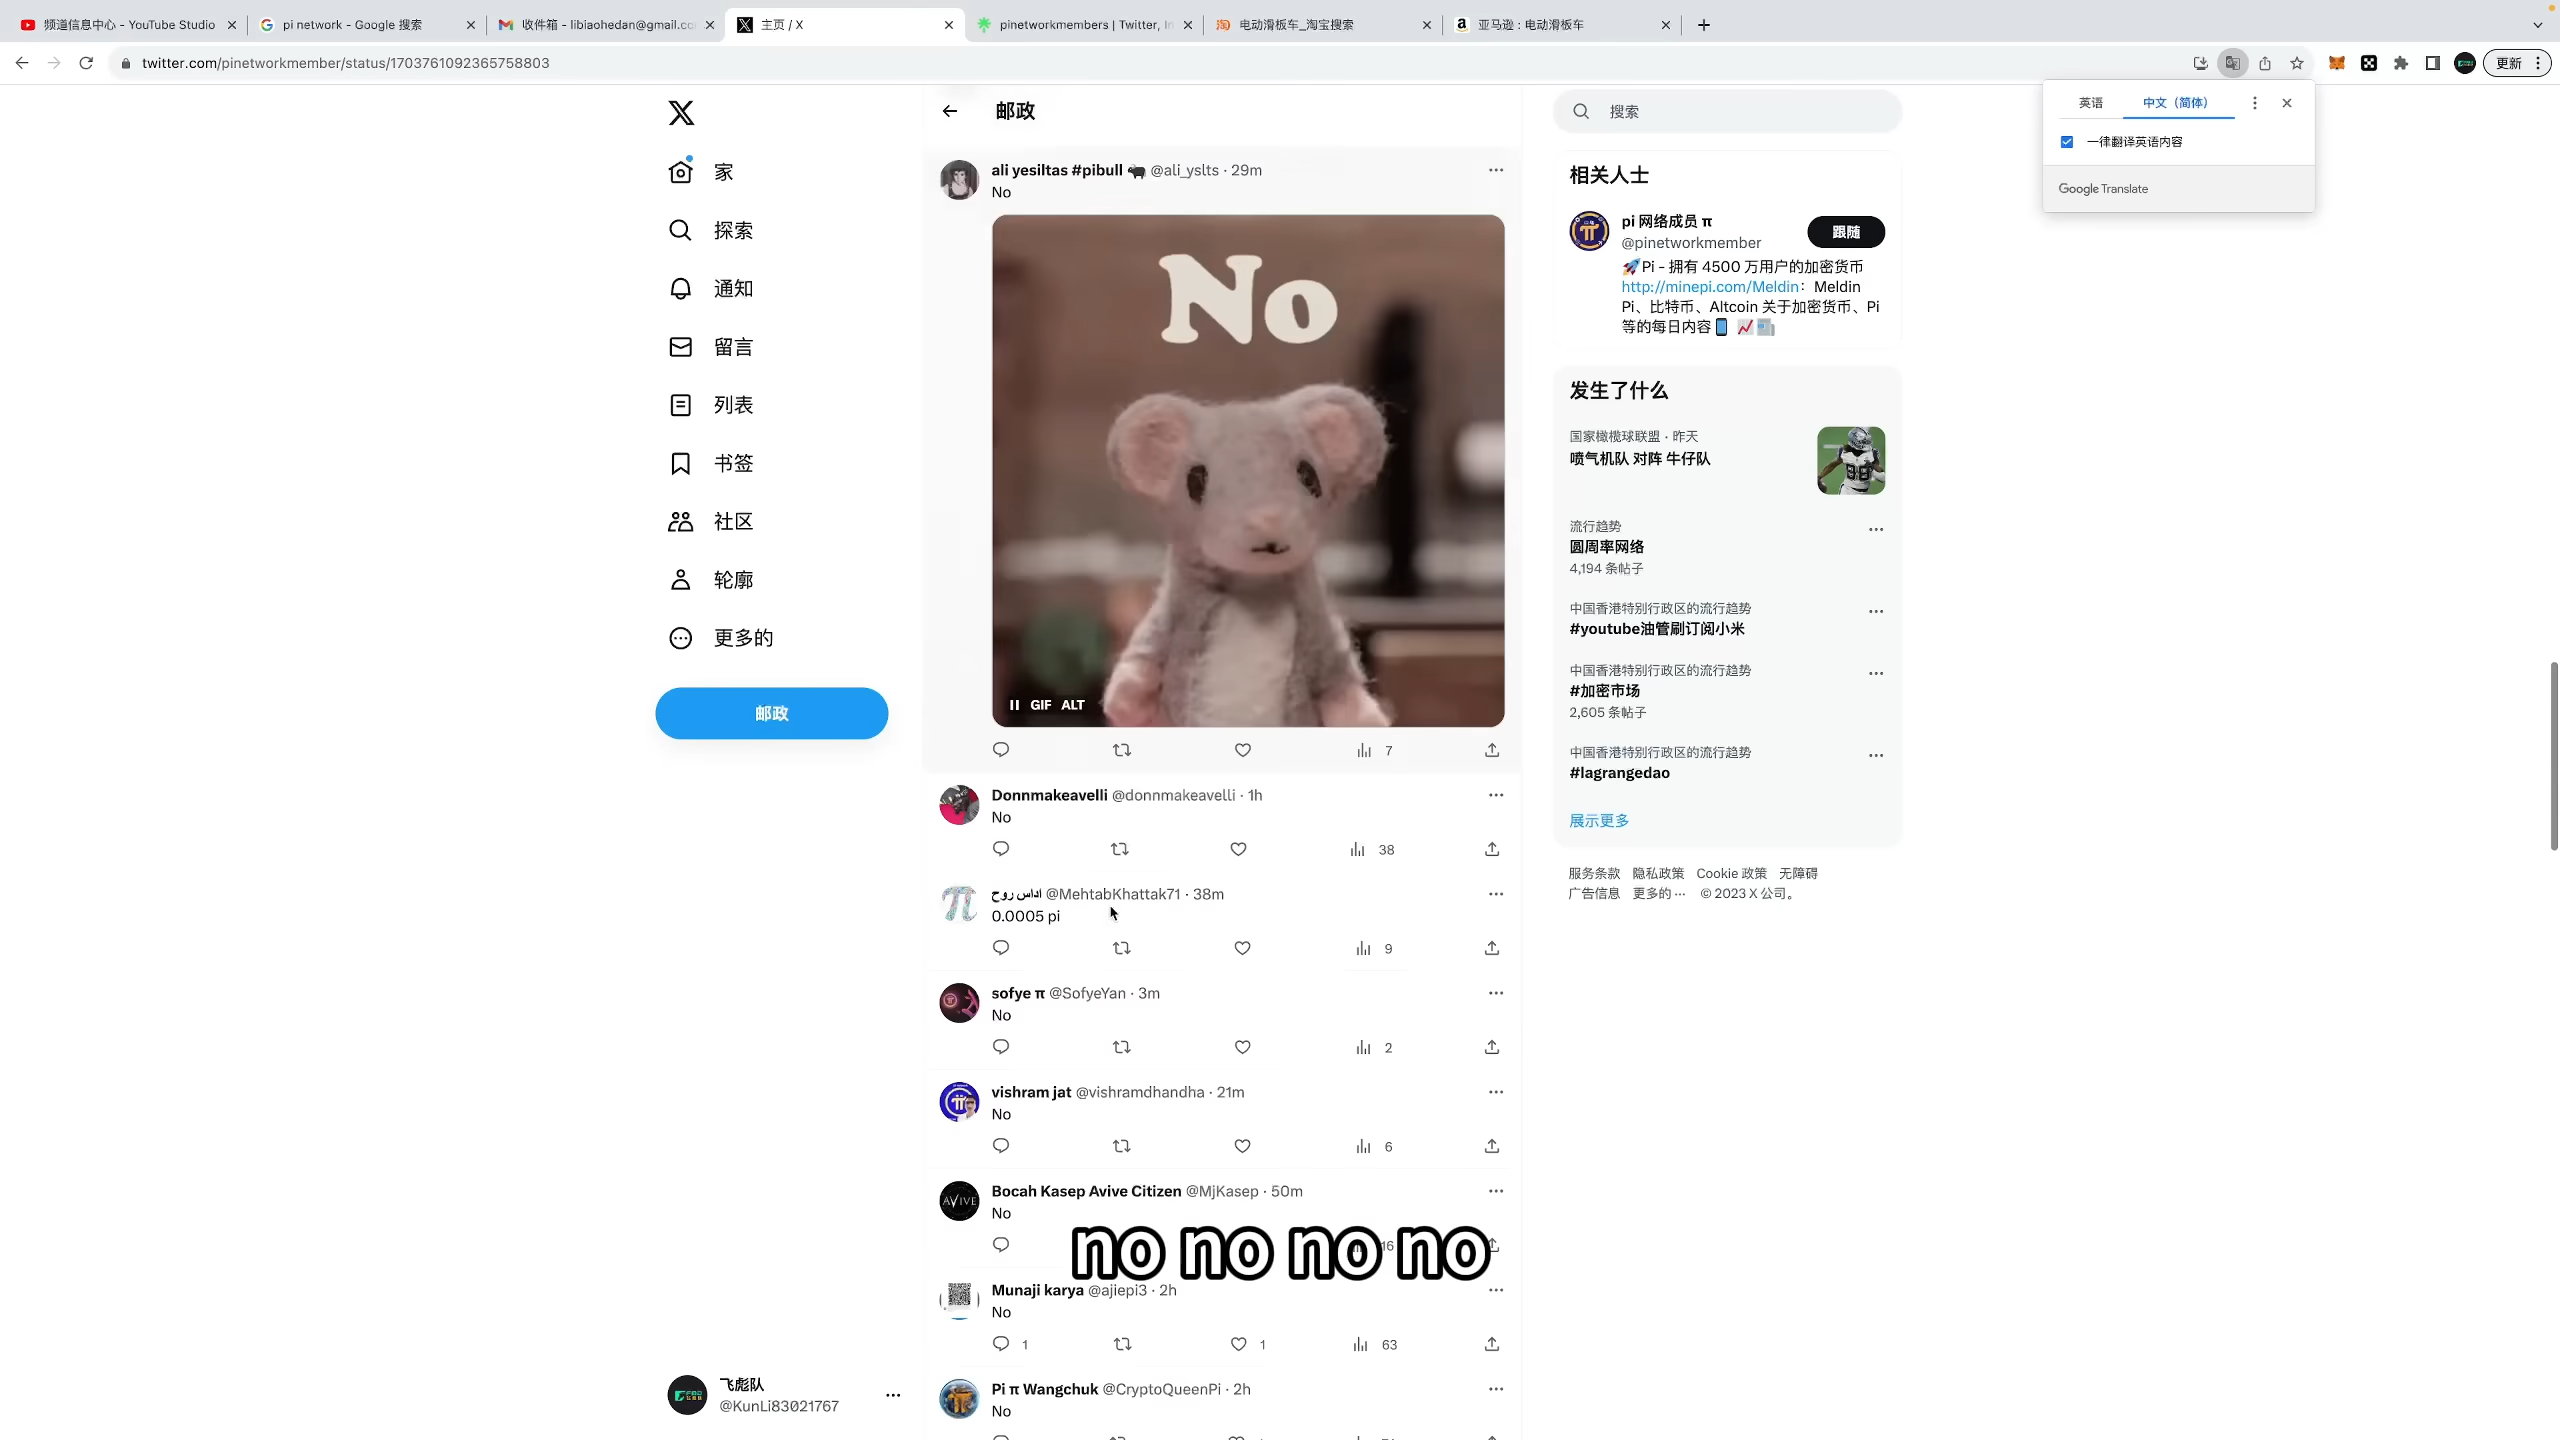 频道信息中心 - YouTube Studio
pi network - Google 搜索
收件箱 - libiaohedan@gmail.co
主页 / X
pinetworkmembers | Twitter, In
电动滑板车_淘宝搜索
亚马逊 : 电动滑板车
twitter.com/pinetworkmember/status/1703761092365758803
更新
英语 中文（简体）
一律翻译英语内容
Google Translate
家
探索
通知
留言
列表
书签
社区
轮廓
更多的
邮政
飞彪队
@KunLi83021767
邮政
ali yesiltas #pibull 🐂 @ali_yslts · 29m
No
No
GIF ALT
7
Donnmakeavelli @donnmakeavelli · 1h
No
38
اداس روح @MehtabKhattak71 · 38m
0.0005 pi
9
sofye π @SofyeYan · 3m
No
2
vishram jat @vishramdhandha · 21m
No
6
Bocah Kasep Avive Citizen @MjKasep · 50m
AVIVE
No
16
no no no no
Munaji karya @ajiepi3 · 2h
No
1 1 63
Pi π Wangchuk @CryptoQueenPi · 2h
No
搜索
相关人士
pi 网络成员 π
@pinetworkmember
跟随
🚀Pi - 拥有 4500 万用户的加密货币
http://minepi.com/Meldin：Meldin
Pi、比特币、Altcoin 关于加密货币、Pi
等的每日内容📱 📈📰
发生了什么
国家橄榄球联盟 · 昨天
喷气机队 对阵 牛仔队
流行趋势
圆周率网络
4,194 条帖子
中国香港特别行政区的流行趋势
#youtube油管刷订阅小米
中国香港特别行政区的流行趋势
#加密市场
2,605 条帖子
中国香港特别行政区的流行趋势
#lagrangedao
展示更多
服务条款 隐私政策 Cookie 政策 无障碍
广告信息 更多的 ··· © 2023 X 公司。